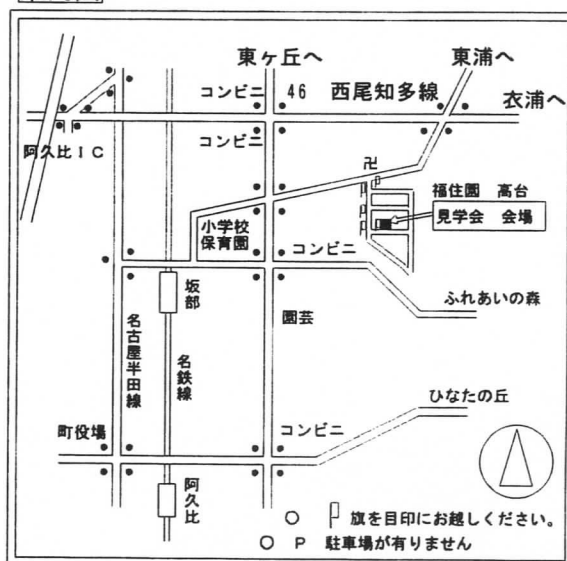 東ヶ丘へ
東浦へ
コンビニ
46
西尾知多線
衣浦へ
コンビニ
阿久比IC
卍
福住園 高台
見学会 会場
小学校
保育園
コンビニ
坂部
園芸
ふれあいの森
名古屋半田線
名鉄線
ひなたの丘
町役場
コンビニ
阿久比
○ 旗を目印にお越しください。
○ P 駐車場が有りません